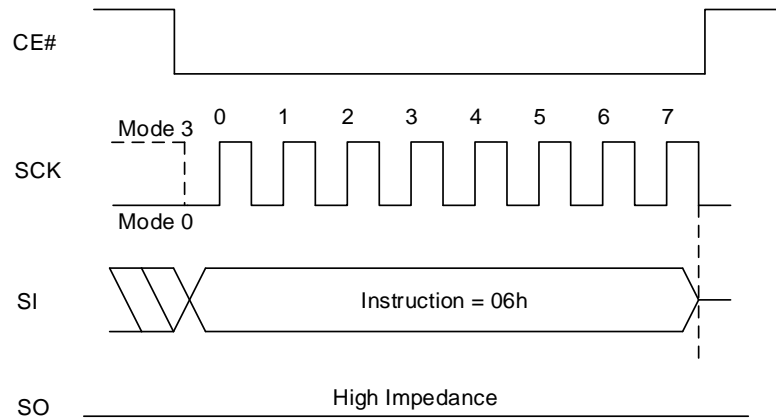 CE#
0 1 2 3 4 5 6 7
Mode 3
SCK
Mode 0
SI
Instruction = 06h
High Impedance
SO